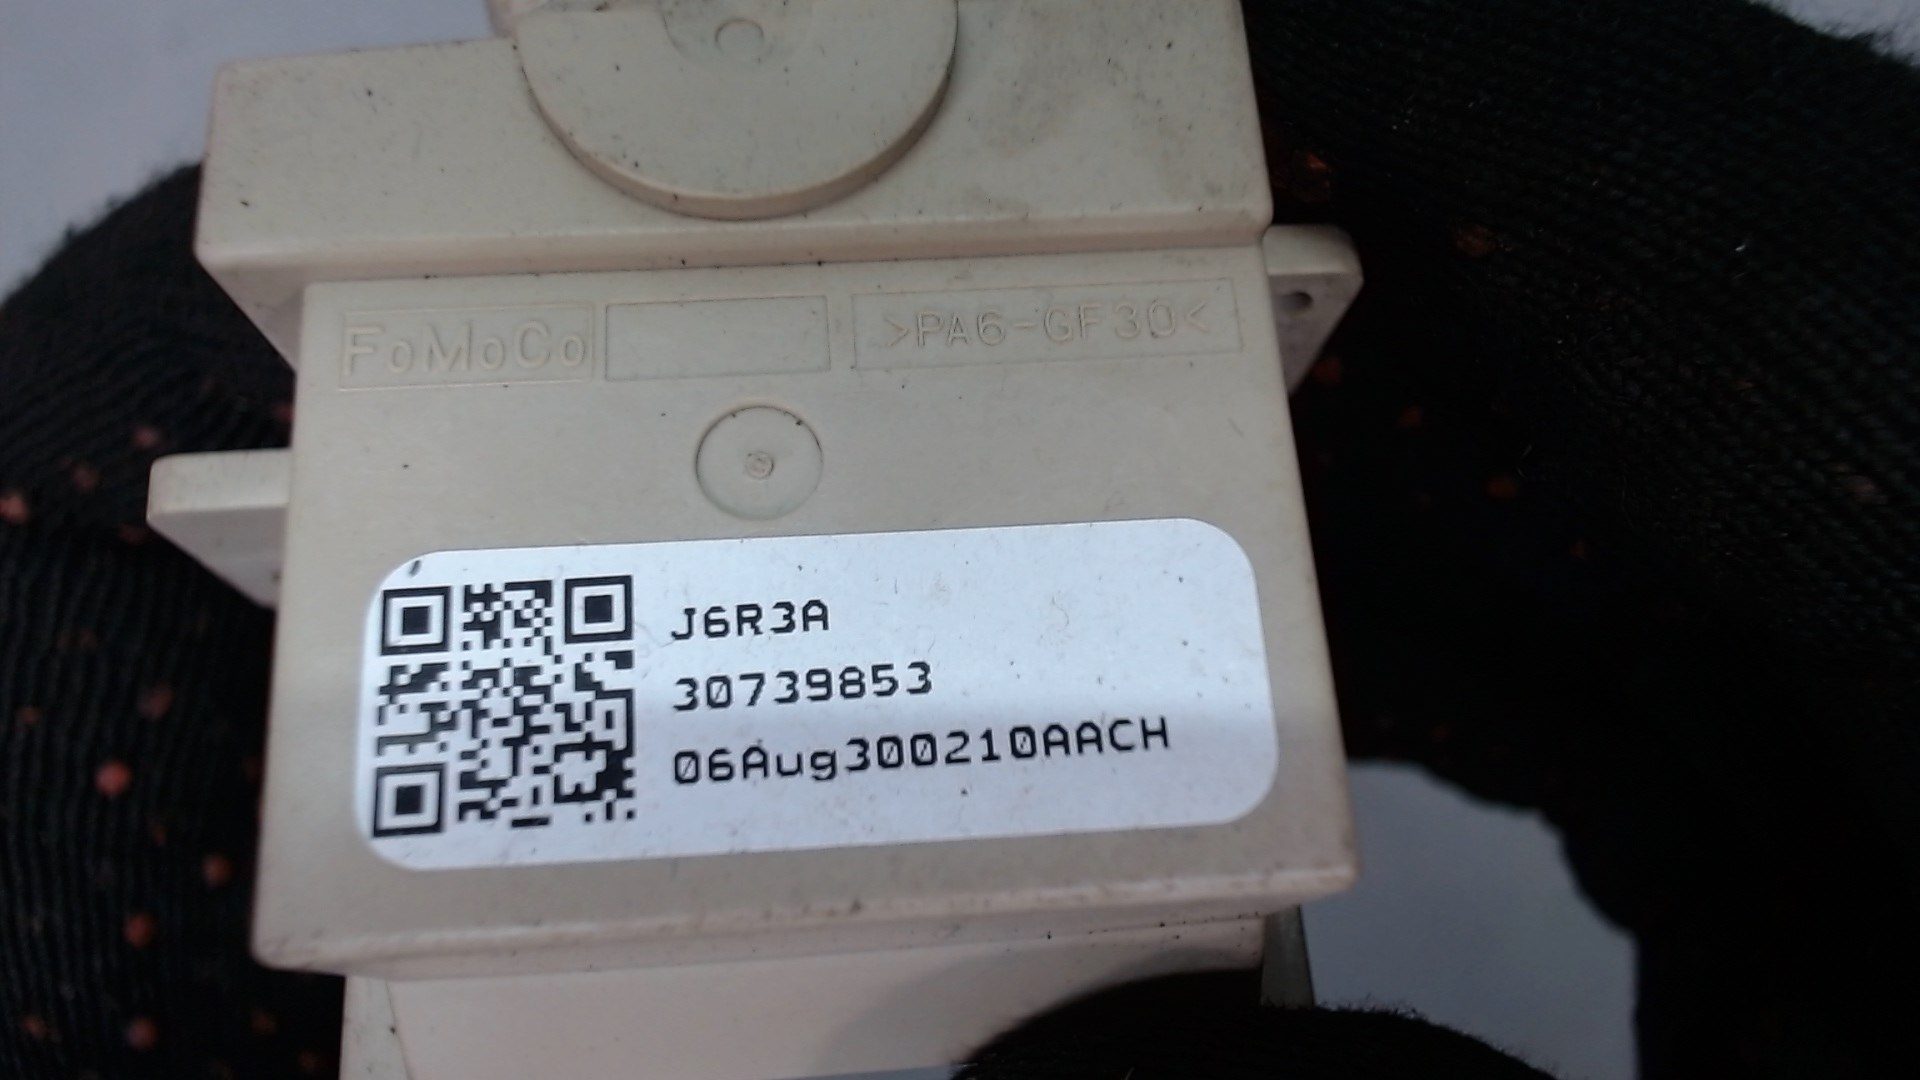 FoMoCo >PA6-GF30<
J6R3A
30739853
06Aug300210AACH